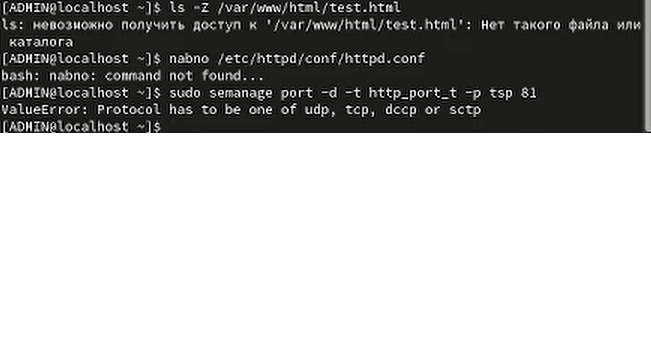 [ADMIN@localhost ~]$ ls -Z /var/www/html/test.html
ls: невозможно получить доступ к '/var/www/html/test.html': Нет такого файла или
каталога
[ADMIN@localhost ~]$ nabno /etc/httpd/conf/httpd.conf
bash: nabno: command not found...
[ADMIN@localhost ~]$ sudo semanage port -d -t http_port_t -p tsp 81
ValueError: Protocol has to be one of udp, tcp, dccp or sctp
[ADMIN@localhost ~]$